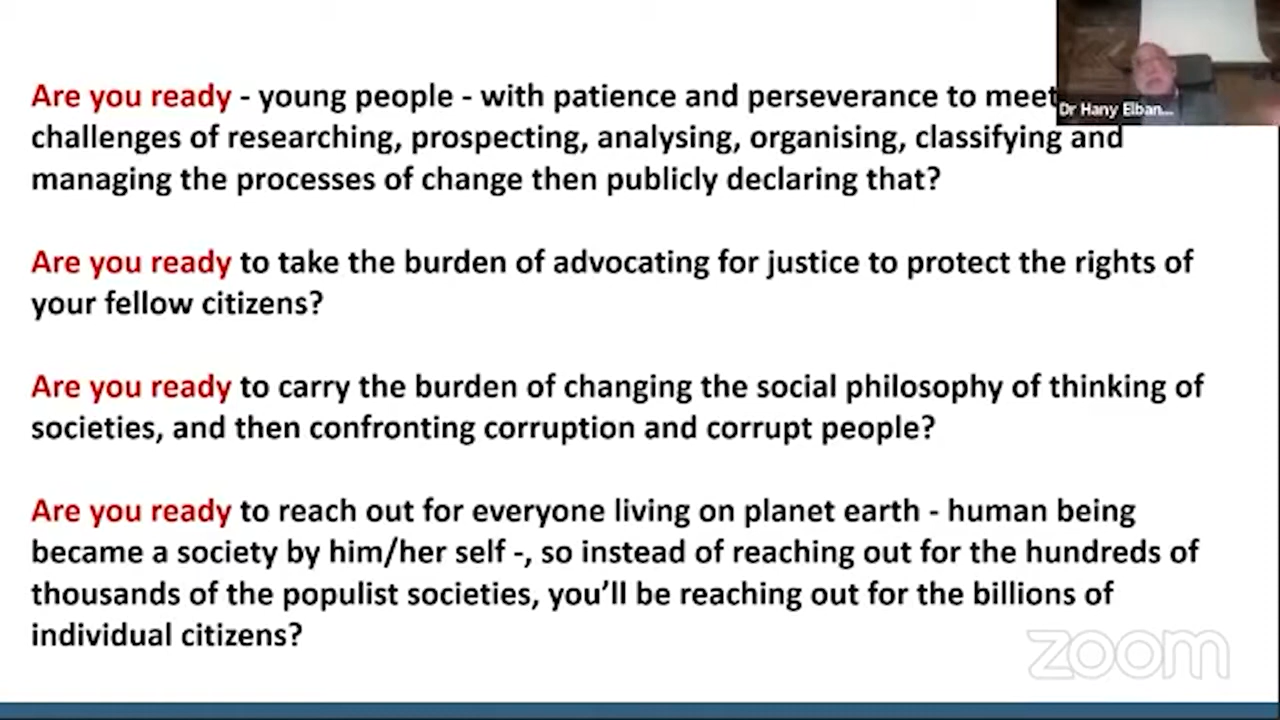 Are you ready - young people - with patience and perseverance to meet
challenges of researching, prospecting, analysing, organising, classifying and
managing the processes of change then publicly declaring that?
Are you ready to take the burden of advocating for justice to protect the rights of
your fellow citizens?
Are you ready to carry the burden of changing the social philosophy of thinking of
societies, and then confronting corruption and corrupt people?
Are you ready to reach out for everyone living on planet earth - human being
became a society by him/her self -, so instead of reaching out for the hundreds of
thousands of the populist societies, you’ll be reaching out for the billions of
individual citizens?
Dr Hany Elban...
zoom